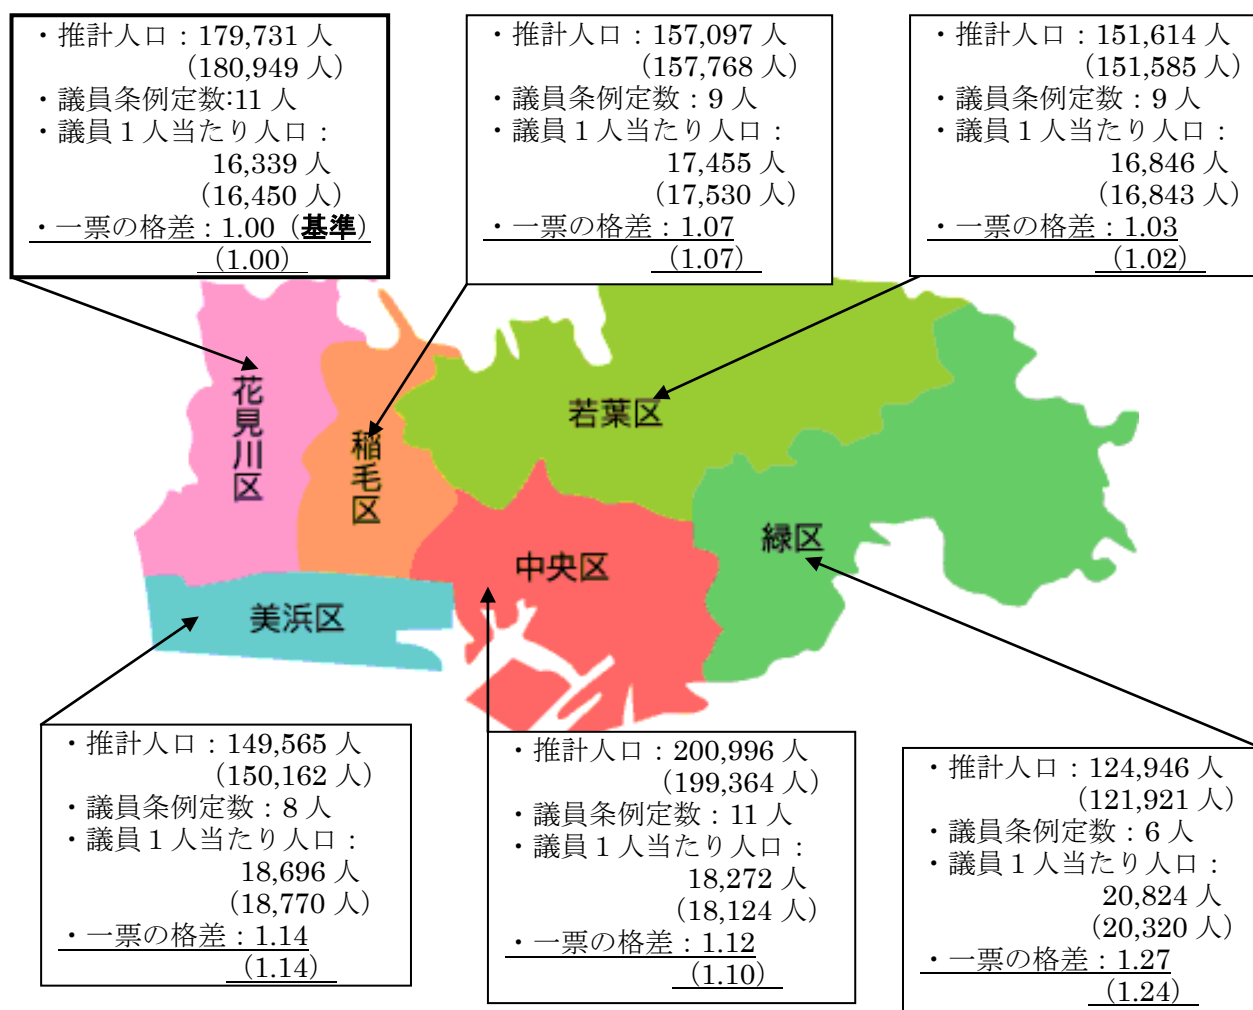 ・推計人口：179,731 人
（180,949 人）
・議員条例定数:11 人
・議員１人当たり人口：
16,339 人
（16,450 人）
・一票の格差：1.00（基準）
（1.00）
・推計人口：157,097 人
（157,768 人）
・議員条例定数：9 人
・議員１人当たり人口：
17,455 人
（17,530 人）
・一票の格差：1.07
（1.07）
・推計人口：151,614 人
（151,585 人）
・議員条例定数：9 人
・議員１人当たり人口：
16,846 人
（16,843 人）
・一票の格差：1.03
（1.02）
花見川区
稲毛区
若葉区
緑区
中央区
美浜区
・推計人口：149,565 人
（150,162 人）
・議員条例定数：8 人
・議員１人当たり人口：
18,696 人
（18,770 人）
・一票の格差：1.14
（1.14）
・推計人口：200,996 人
（199,364 人）
・議員条例定数：11 人
・議員１人当たり人口：
18,272 人
（18,124 人）
・一票の格差：1.12
（1.10）
・推計人口：124,946 人
（121,921 人）
・議員条例定数：6 人
・議員１人当たり人口：
20,824 人
（20,320 人）
・一票の格差：1.27
（1.24）